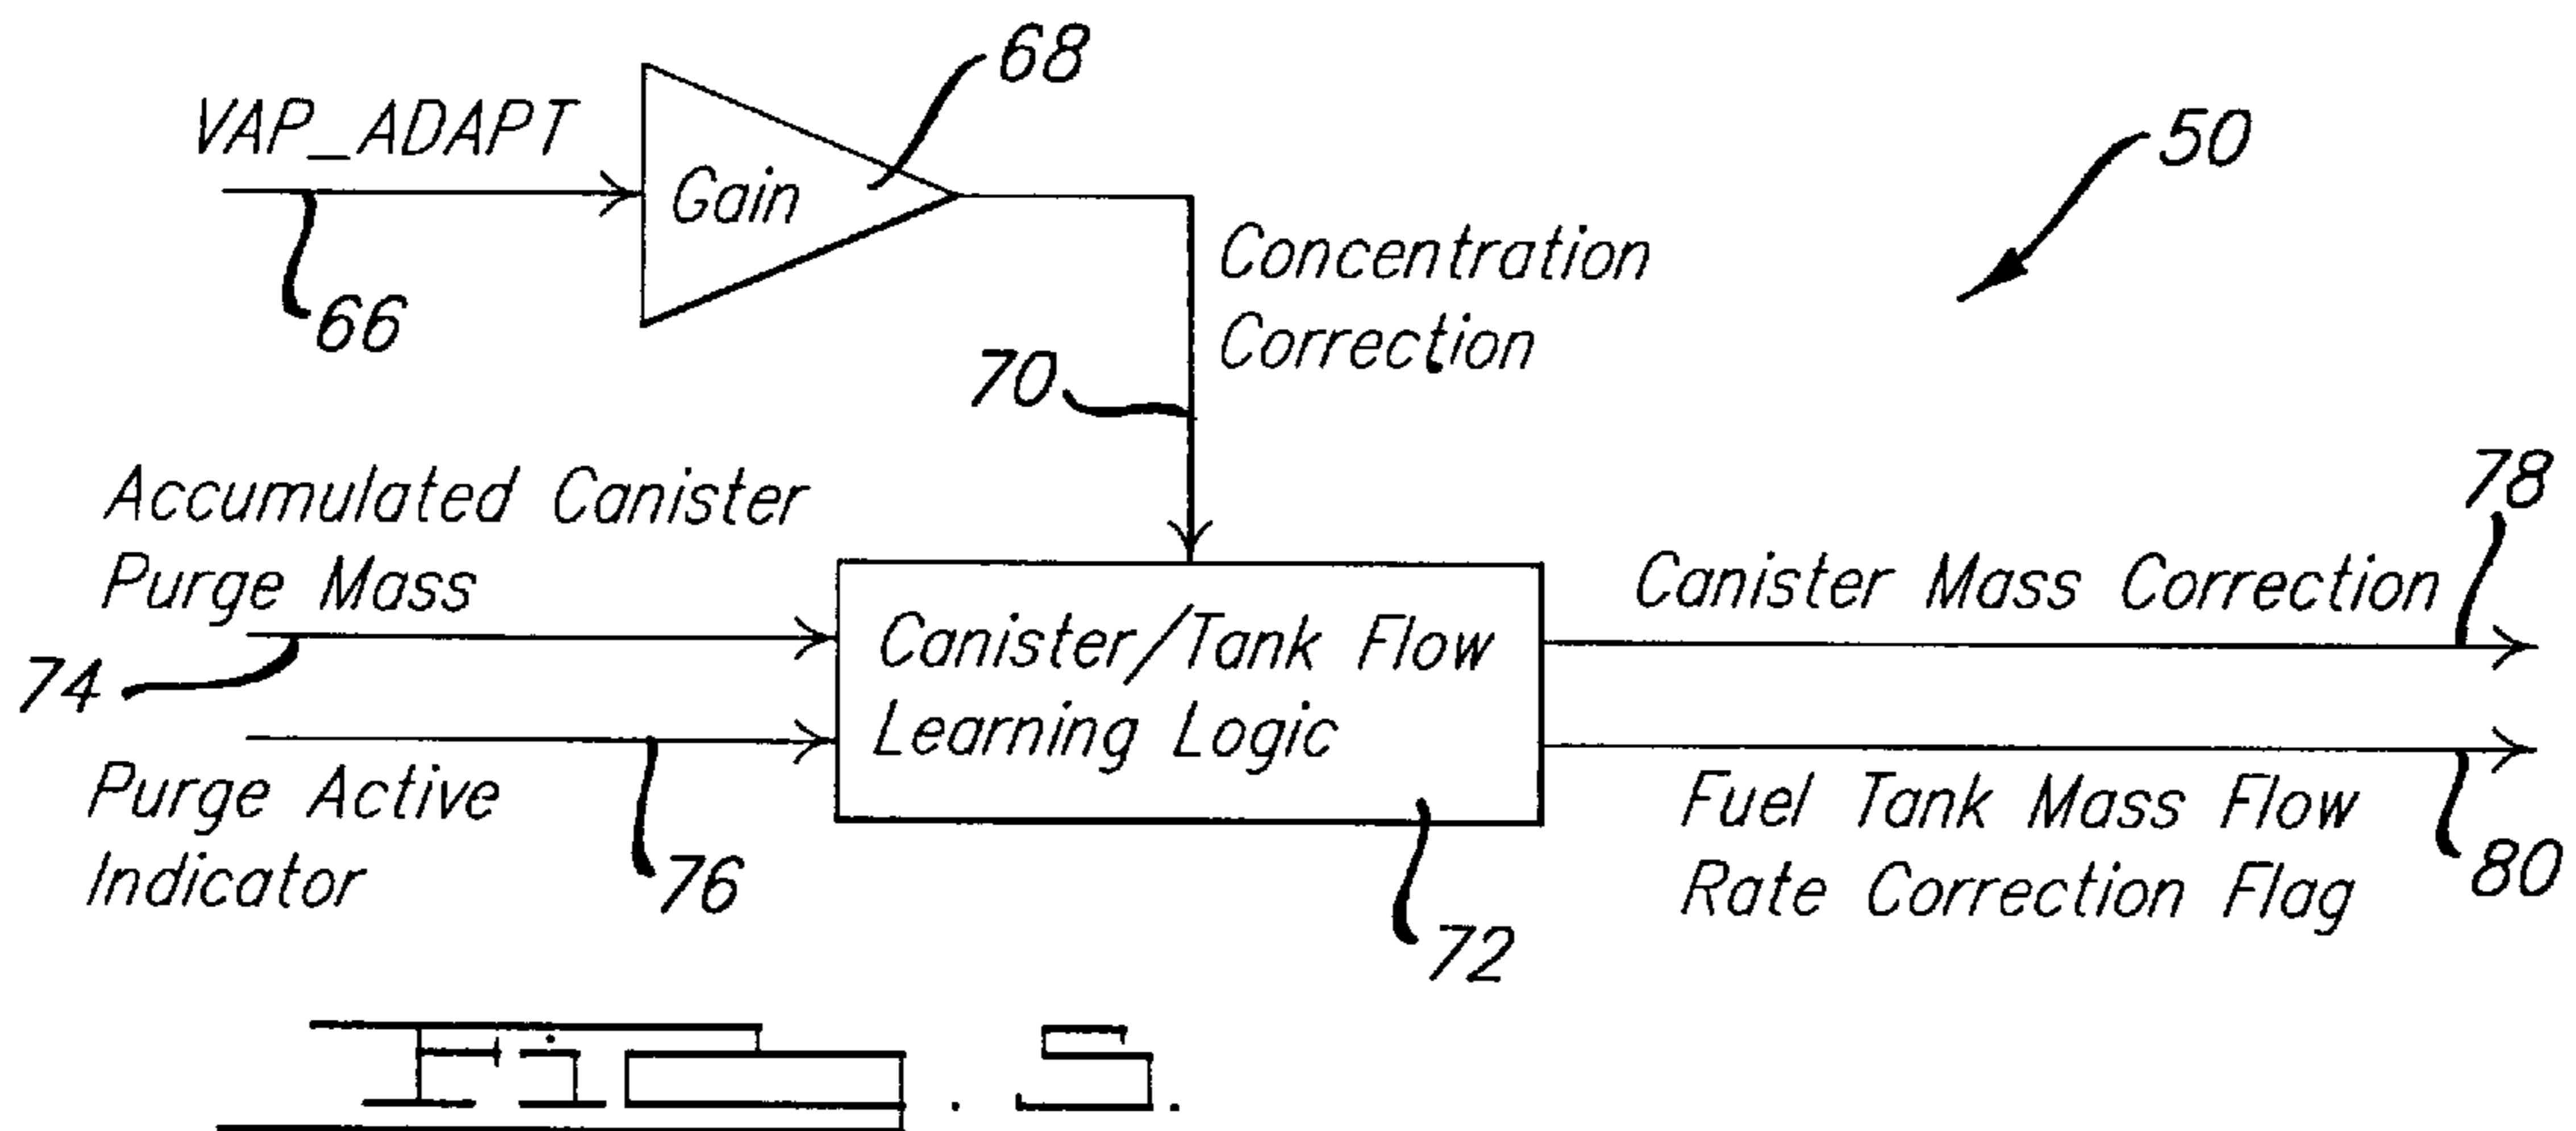 68
VAP_ADAPT
50
Gain
66
Concentration
Correction
70
Accumulated Canister
Purge Mass
78
Canister Mass Correction
74
Canister/Tank Flow
Learning Logic
Purge Active
Indicator
76
Fuel Tank Mass Flow
Rate Correction Flag
80
72
Fig. 5.